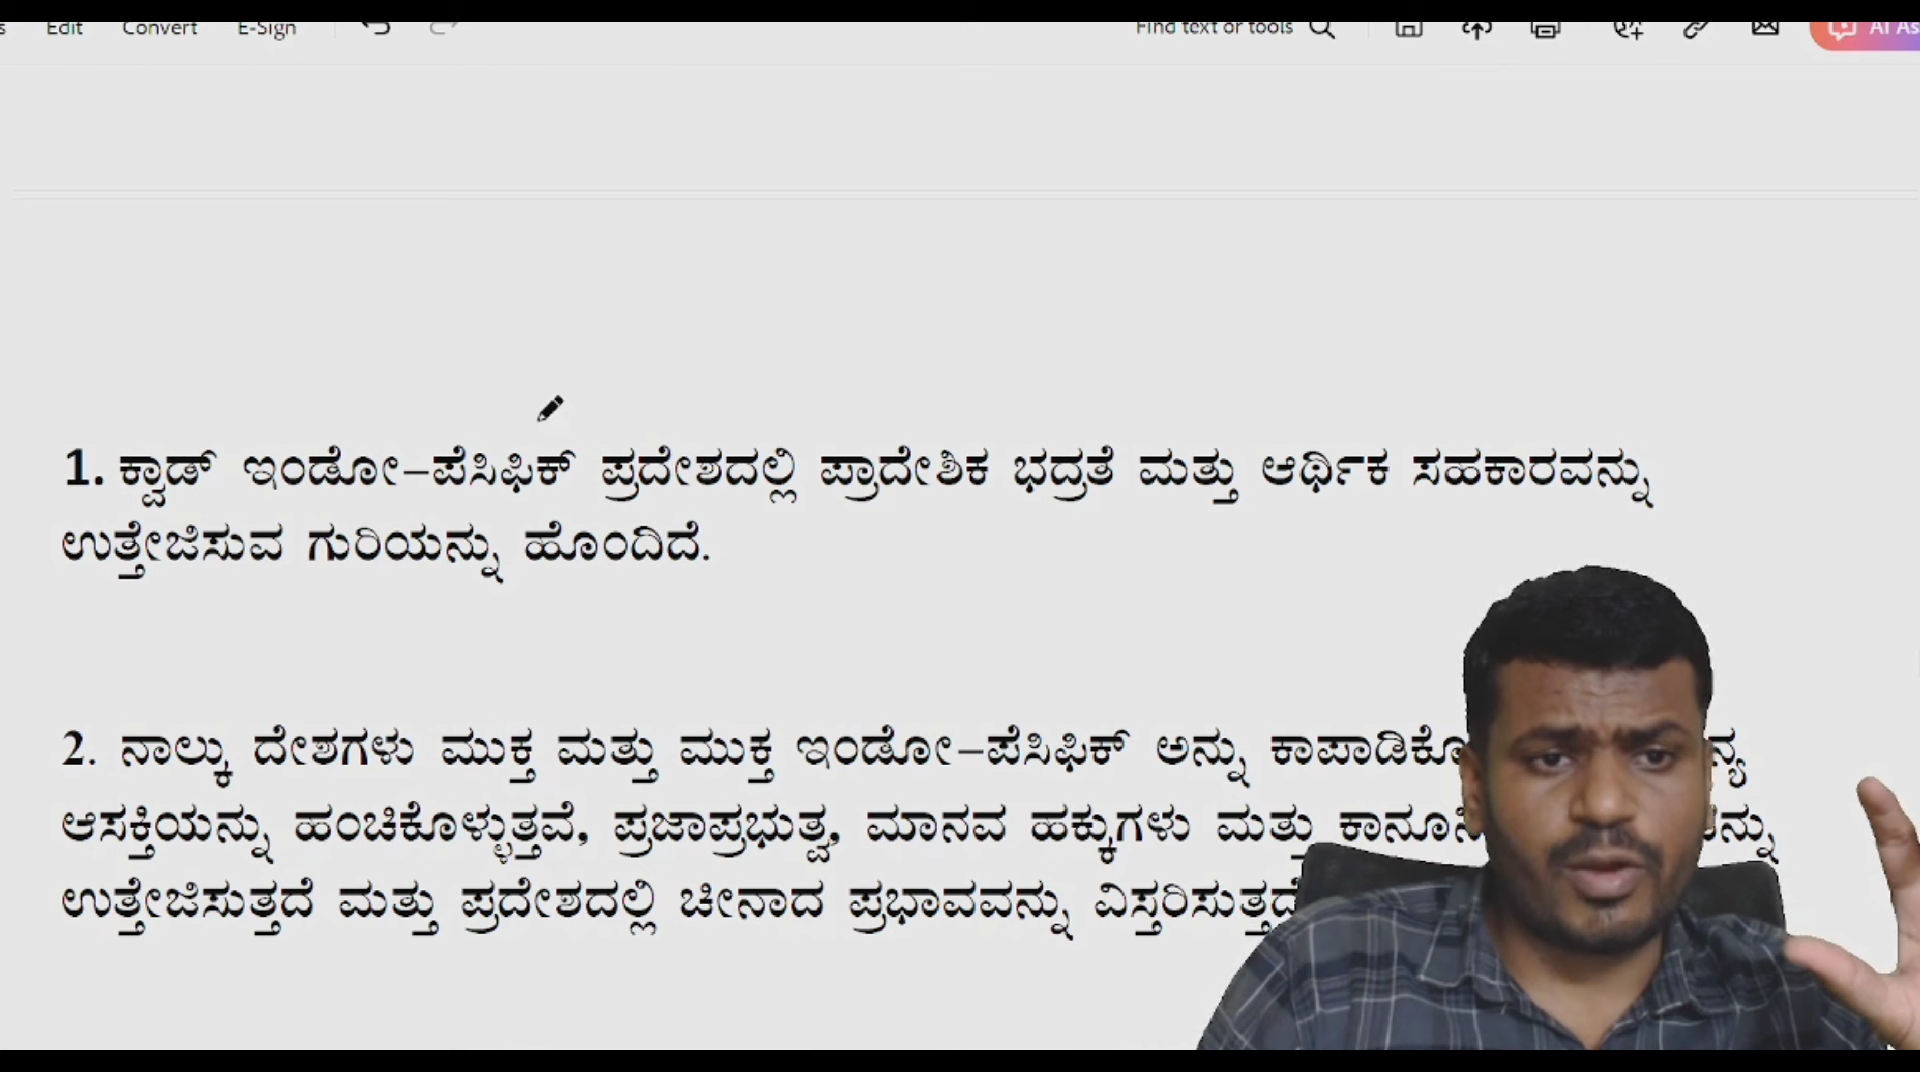 Edit Convert E-Sign Find text or tools
1. ಕ್ವಾಡ್ ಇಂಡೋ-ಪೆಸಿಫಿಕ್ ಪ್ರದೇಶದಲ್ಲಿ ಪ್ರಾದೇಶಿಕ ಭದ್ರತೆ ಮತ್ತು ಆರ್ಥಿಕ ಸಹಕಾರವನ್ನು
ಉತ್ತೇಜಿಸುವ ಗುರಿಯನ್ನು ಹೊಂದಿದೆ.
2. ನಾಲ್ಕು ದೇಶಗಳು ಮುಕ್ತ ಮತ್ತು ಮುಕ್ತ ಇಂಡೋ-ಪೆಸಿಫಿಕ್ ಅನ್ನು
ಆಸಕ್ತಿಯನ್ನು ಹಂಚಿಕೊಳ್ಳುತ್ತವೆ, ಪ್ರಜಾಪ್ರಭುತ್ವ, ಮಾನವ ಹಕ್ಕುಗಳು ಮತ್ತು
ಉತ್ತೇಜಿಸುತ್ತದೆ ಮತ್ತು ಪ್ರದೇಶದಲ್ಲಿ ಚೀನಾದ ಪ್ರಭಾವವನ್ನು ವಿಸ್ತರಿಸುತ್ತದೆ